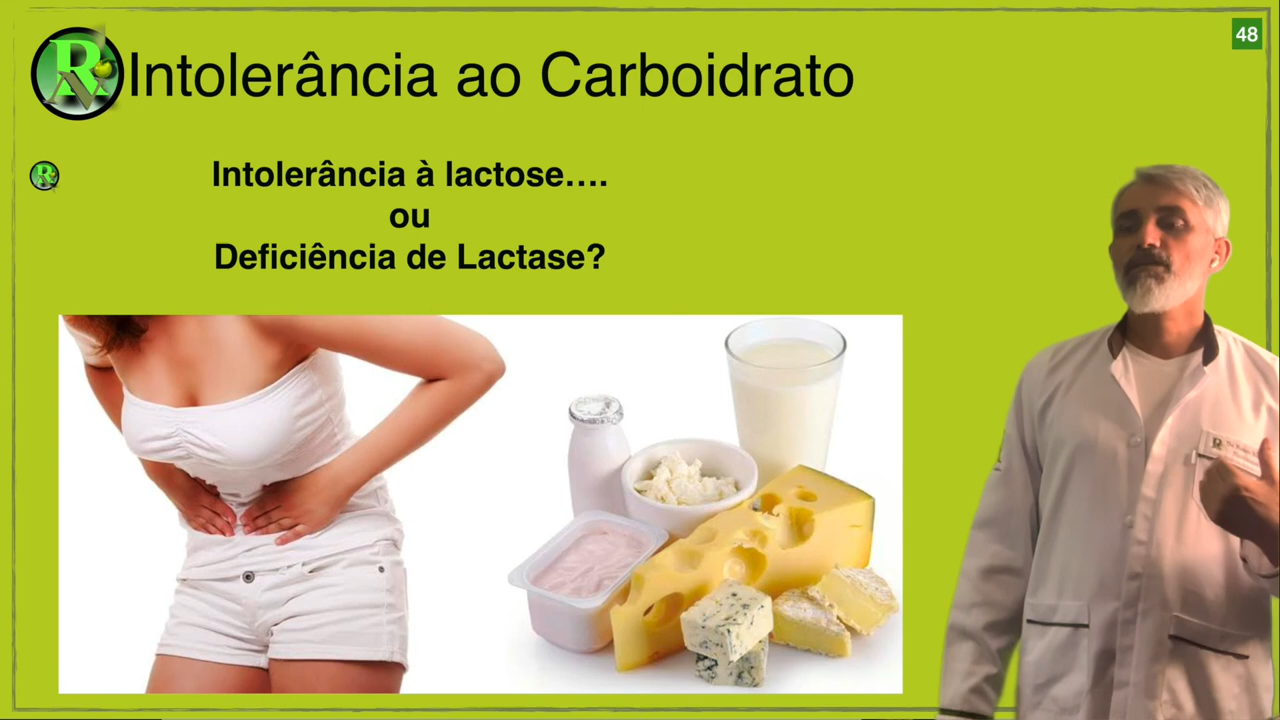 48
Intolerância ao Carboidrato
Intolerância à lactose….
ou
Deficiência de Lactase?